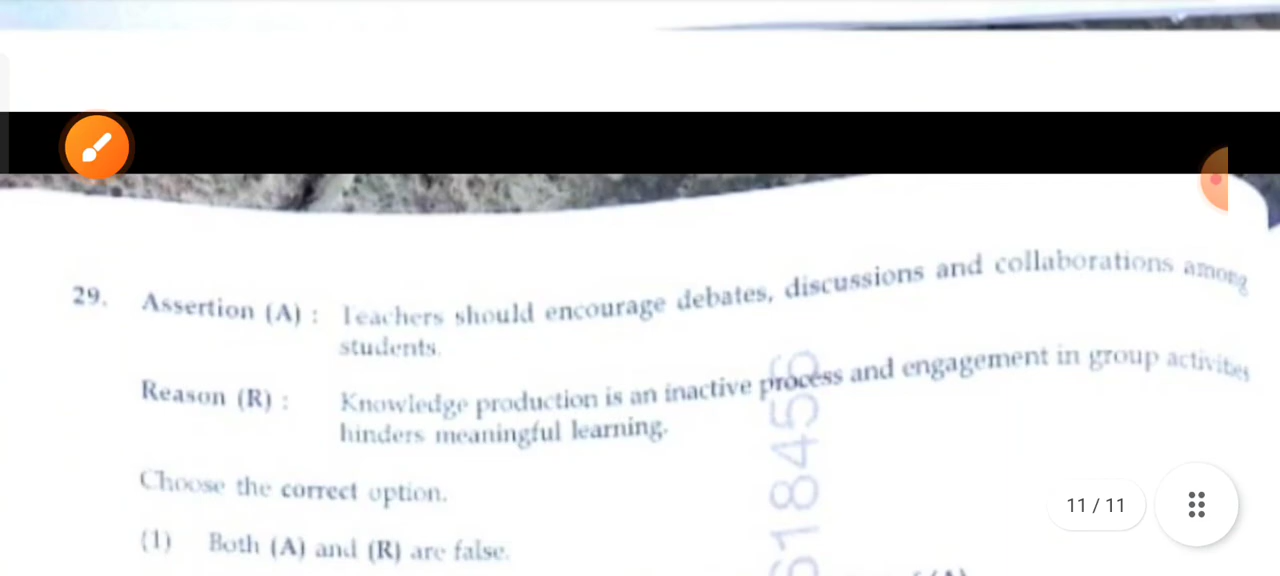 29. Assertion (A) : Teachers should encourage debates, discussions and collaborations among
students.
Reason (R) : Knowledge production is an inactive process and engagement in group activites
hinders meaningful learning.
Choose the correct option.
(1) Both (A) and (R) are false.
11 / 11